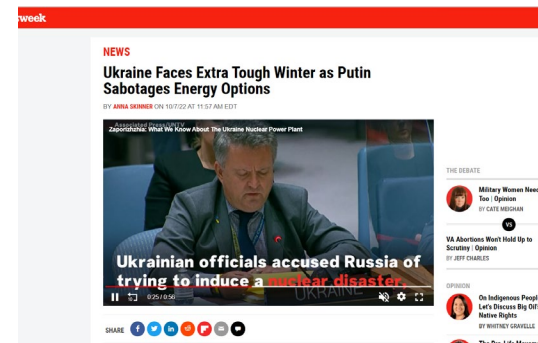 sweek
NEWS
Ukraine Faces Extra Tough Winter as Putin
Sabotages Energy Options
BY ANNA SKINNER ON 10/7/22 AT 11:57 AM EDT
Associated Press/UNTV
Zaporizhzhia: What We Know About The Ukraine Nuclear Power Plant
Ukrainian officials accused Russia of
trying to induce a nuclear disaster.
UKRAINE
0:25 / 0:56
SHARE
THE DEBATE
Military Women Need
Too | Opinion
BY CATE MEIGHAN
VS
VA Abortions Won't Hold Up to
Scrutiny | Opinion
BY JEFF CHARLES
OPINION
On Indigenous Peopl
Let's Discuss Big Oil'
Native Rights
BY WHITNEY GRAVELLE